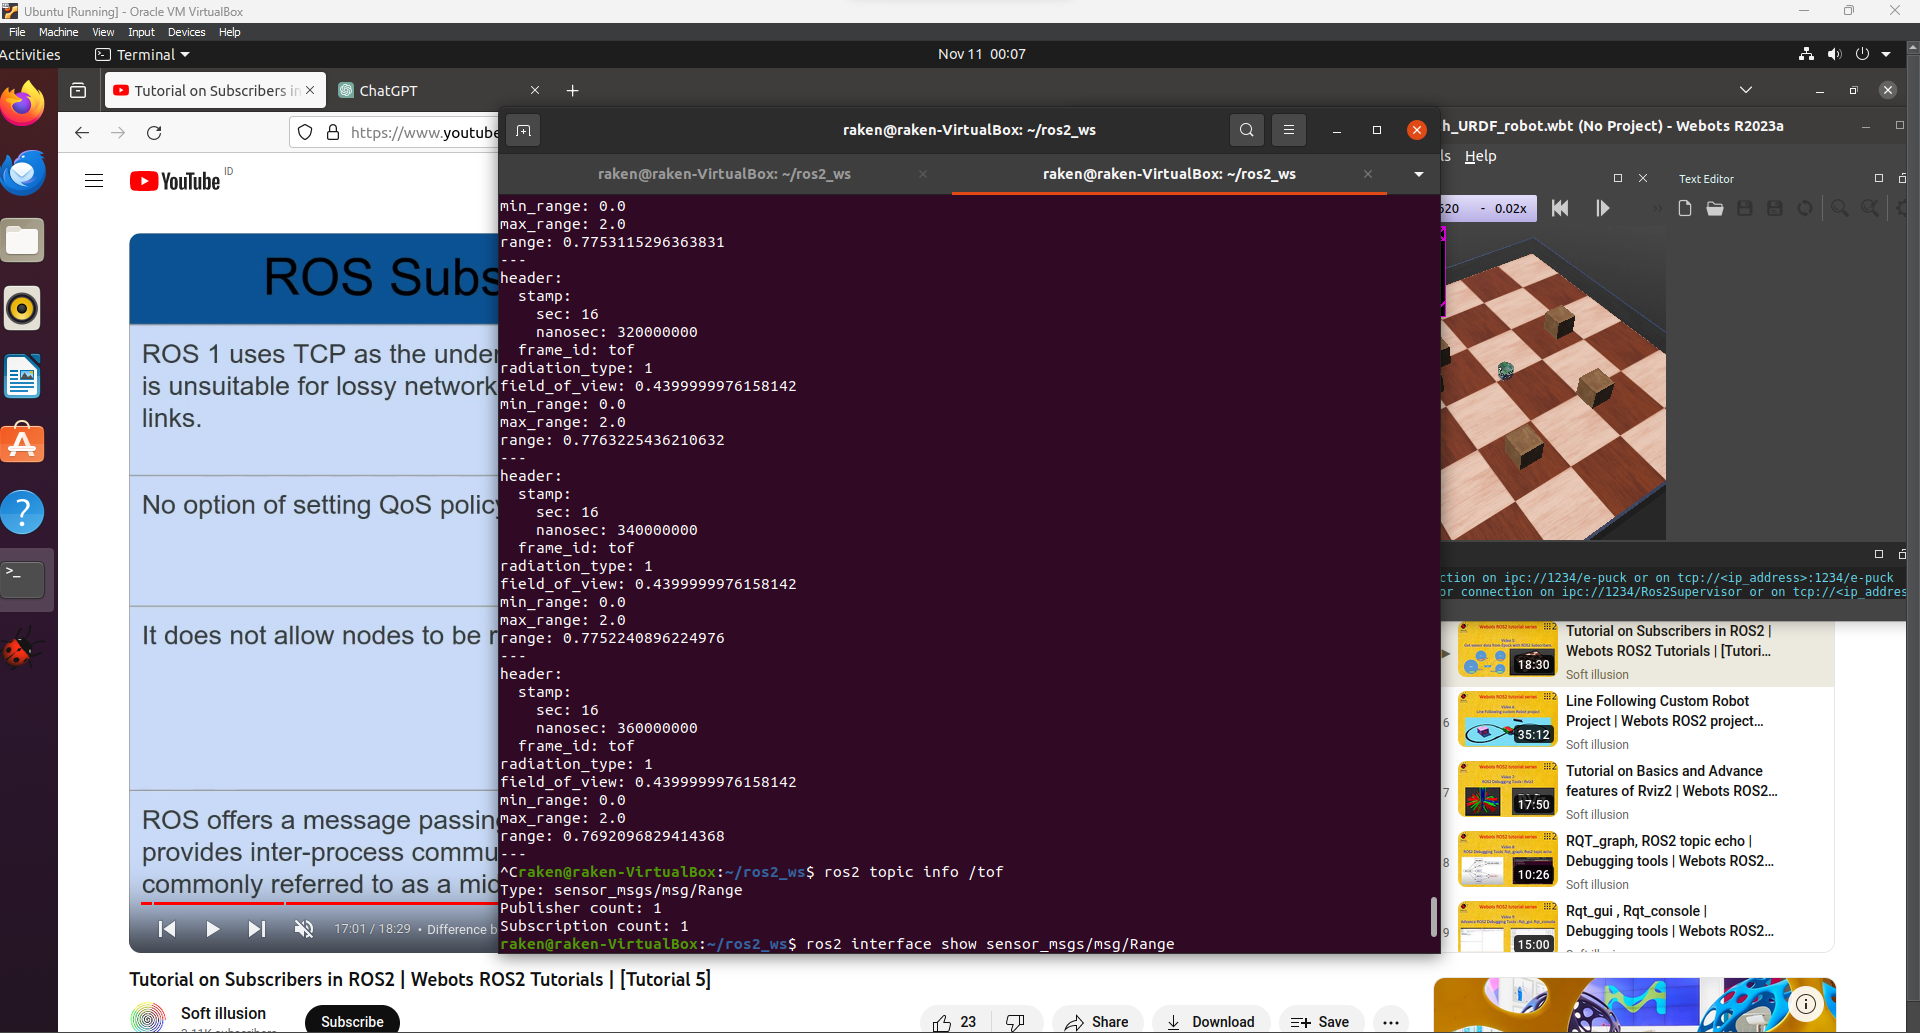 Ubuntu [Running] - Oracle VM VirtualBox
File Machine View Input Devices Help
Activities
Terminal
Nov 11 00:07
Tutorial on Subscribers in
ChatGPT
https://www.youtube
YouTube ID
ROS Subs
ROS 1 uses TCP as the under
is unsuitable for lossy network
links.
No option of setting QoS policy
It does not allow nodes to be
ROS offers a message passing
provides inter-process commu
commonly referred to as a mid
17:01 / 18:29 • Difference b
raken@raken-VirtualBox: ~/ros2_ws
raken@raken-VirtualBox: ~/ros2_ws
raken@raken-VirtualBox: ~/ros2_ws
min_range: 0.0
max_range: 2.0
range: 0.7753115296363831
---
header:
stamp:
sec: 16
nanosec: 320000000
frame_id: tof
radiation_type: 1
field_of_view: 0.4399999976158142
min_range: 0.0
max_range: 2.0
range: 0.7763225436210632
---
header:
stamp:
sec: 16
nanosec: 340000000
frame_id: tof
radiation_type: 1
field_of_view: 0.4399999976158142
min_range: 0.0
max_range: 2.0
range: 0.7752240896224976
---
header:
stamp:
sec: 16
nanosec: 360000000
frame_id: tof
radiation_type: 1
field_of_view: 0.4399999976158142
min_range: 0.0
max_range: 2.0
range: 0.7692096829414368
---
^Craken@raken-VirtualBox:~/ros2_ws$ ros2 topic info /tof
Type: sensor_msgs/msg/Range
Publisher count: 1
Subscription count: 1
raken@raken-VirtualBox:~/ros2_ws$ ros2 interface show sensor_msgs/msg/Range
h_URDF_robot.wbt (No Project) - Webots R2023a
ls Help
Text Editor
520 - 0.02x
ction on ipc://1234/e-puck or on tcp://<ip_address>:1234/e-puck
or connection on ipc://1234/Ros2Supervisor or on tcp://<ip_addres
18:30
Tutorial on Subscribers in ROS2 |
Webots ROS2 Tutorials | [Tutori...
Soft illusion
6
35:12
Line Following Custom Robot
Project | Webots ROS2 project...
Soft illusion
7
17:50
Tutorial on Basics and Advance
features of Rviz2 | Webots ROS2...
Soft illusion
8
10:26
RQT_graph, ROS2 topic echo |
Debugging tools | Webots ROS2...
Soft illusion
9
15:00
Rqt_gui , Rqt_console |
Debugging tools | Webots ROS2...
Tutorial on Subscribers in ROS2 | Webots ROS2 Tutorials | [Tutorial 5]
Soft illusion
Subscribe
23
Share
Download
Save